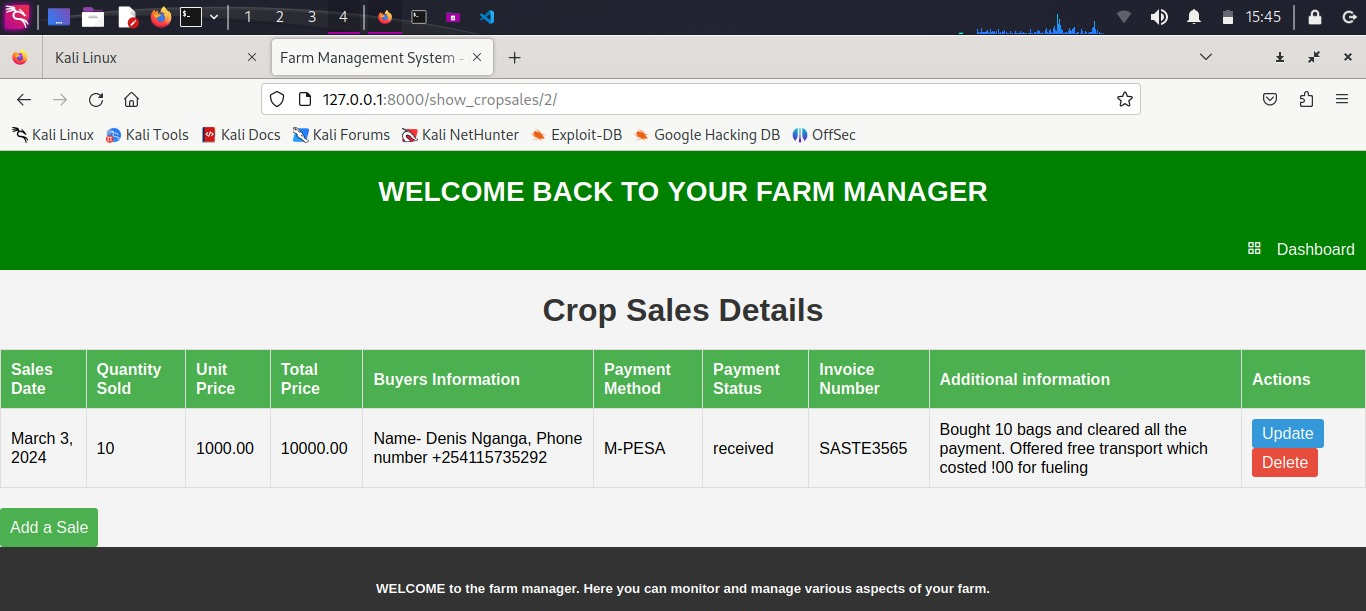 1 2 3 4 15:45
Kali Linux
Farm Management System -
127.0.0.1:8000/show_cropsales/2/
Kali Linux Kali Tools Kali Docs Kali Forums Kali NetHunter Exploit-DB Google Hacking DB OffSec
WELCOME BACK TO YOUR FARM MANAGER
Dashboard
Crop Sales Details
Sales
Date
Quantity
Sold
Unit
Price
Total
Price
Buyers Information
Payment
Method
Payment
Status
Invoice
Number
Additional information
Actions
March 3,
2024
10
1000.00
10000.00
Name- Denis Nganga, Phone
number +254115735292
M-PESA
received
SASTE3565
Bought 10 bags and cleared all the
payment. Offered free transport which
costed !00 for fueling
Update
Delete
Add a Sale
WELCOME to the farm manager. Here you can monitor and manage various aspects of your farm.